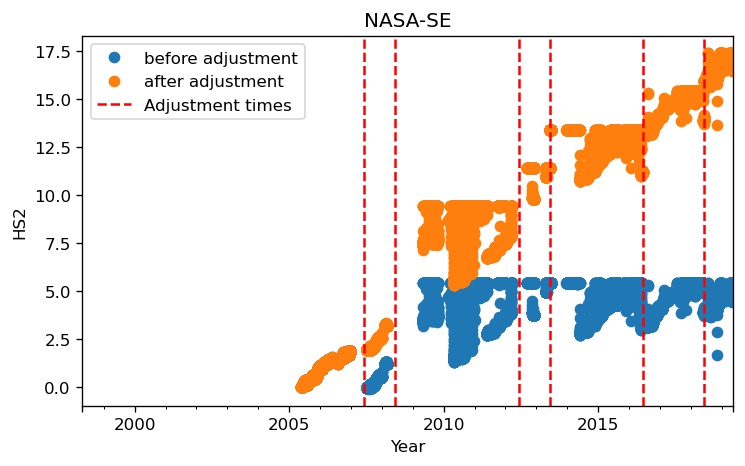 NASA-SE
before adjustment
after adjustment
Adjustment times
17.5
15.0
12.5
10.0
7.5
5.0
2.5
0.0
HS2
2000 2005 2010 2015
Year